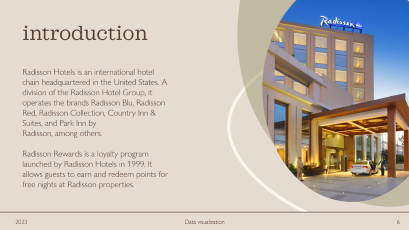 introduction
Radisson Hotels is an international hotel
chain headquartered in the United States. A
division of the Radisson Hotel Group, it
operates the brands Radisson Blu, Radisson
Red, Radisson Collection, Country Inn &
Suites, and Park Inn by
Radisson, among others.
Radisson Rewards is a loyalty program
launched by Radisson Hotels in 1999. It
allows guests to earn and redeem points for
free nights at Radisson properties.
Radisson
2023 Data visualization 6